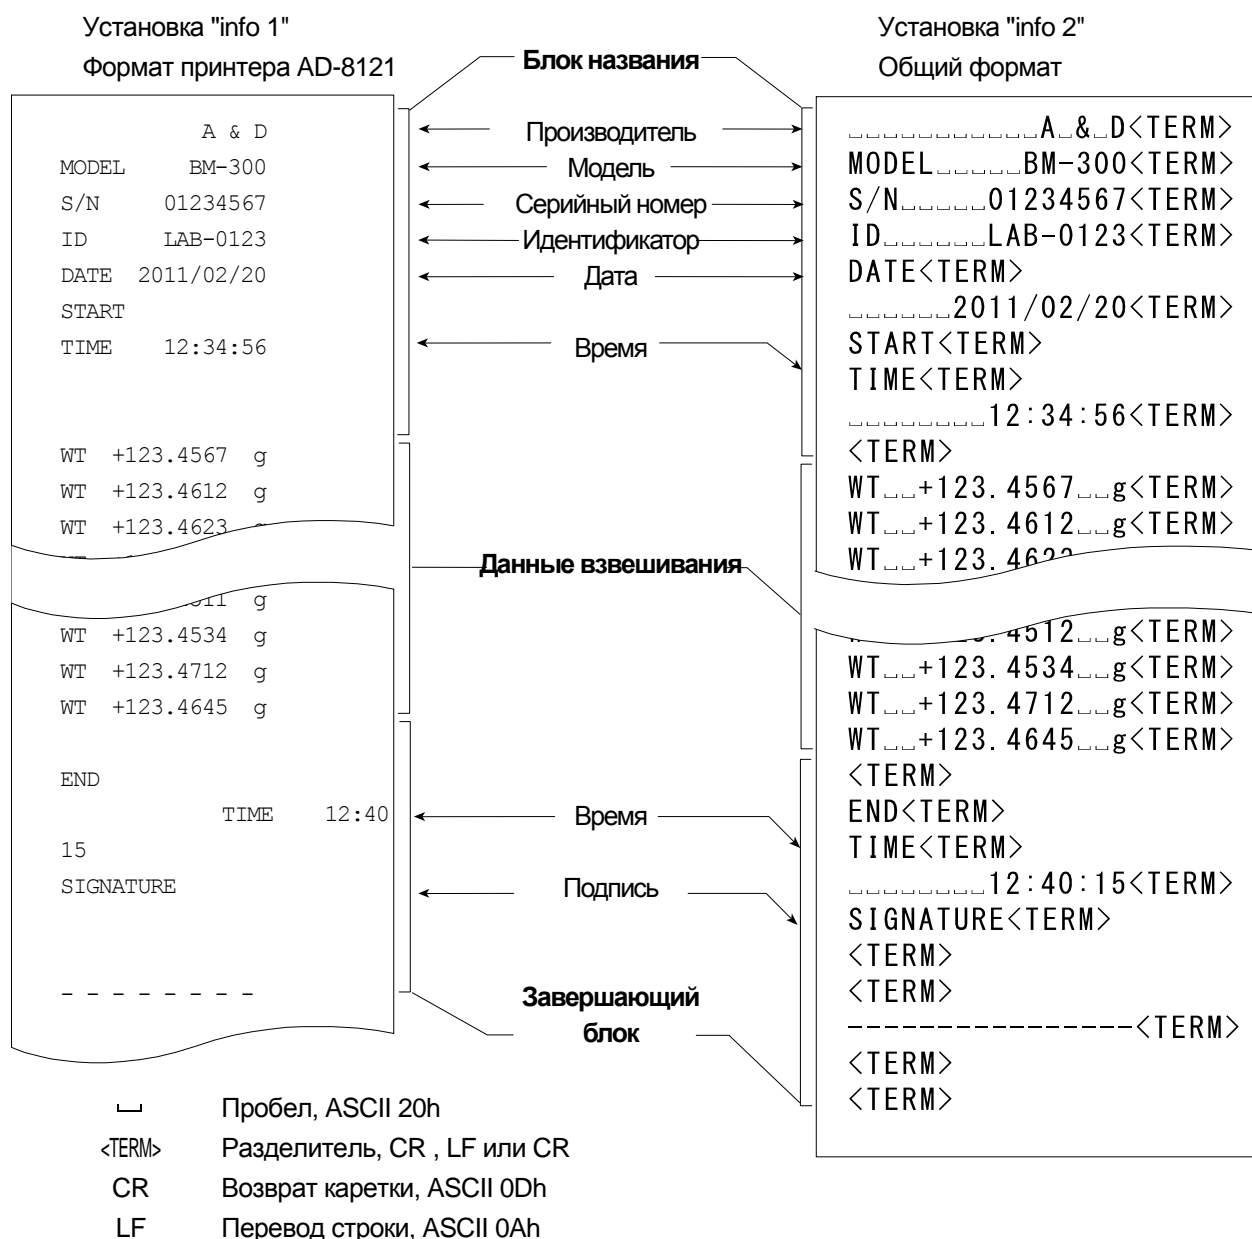 Установка "info 1"
Формат принтера AD-8121
A & D
MODEL BM-300
S/N 01234567
ID LAB-0123
DATE 2011/02/20
START
TIME 12:34:56
WT +123.4567 g
WT +123.4612 g
WT +123.4623
g
WT +123.4534 g
WT +123.4712 g
WT +123.4645 g
END
TIME 12:40
15
SIGNATURE
- - - - - - - -
Блок названия
Производитель
Модель
Серийный номер
Идентификатор
Дата
Время
Данные взвешивания
Время
Подпись
Завершающий
блок
Установка "info 2"
Общий формат
␣␣␣␣␣␣␣␣␣␣␣A␣&␣D<TERM>
MODEL␣␣␣␣␣BM-300<TERM>
S/N␣␣␣␣␣01234567<TERM>
ID␣␣␣␣␣␣LAB-0123<TERM>
DATE<TERM>
␣␣␣␣␣␣2011/02/20<TERM>
START<TERM>
TIME<TERM>
␣␣␣␣␣␣␣␣12:34:56<TERM>
<TERM>
WT␣␣+123.4567␣␣g<TERM>
WT␣␣+123.4612␣␣g<TERM>
WT␣␣+123.462
4512␣␣g<TERM>
WT␣␣+123.4534␣␣g<TERM>
WT␣␣+123.4712␣␣g<TERM>
WT␣␣+123.4645␣␣g<TERM>
<TERM>
END<TERM>
TIME<TERM>
␣␣␣␣␣␣␣␣12:40:15<TERM>
SIGNATURE<TERM>
<TERM>
<TERM>
----------------<TERM>
<TERM>
<TERM>
␣ Пробел, ASCII 20h
<TERM> Разделитель, CR , LF или CR
CR Возврат каретки, ASCII 0Dh
LF Перевод строки, ASCII 0Ah